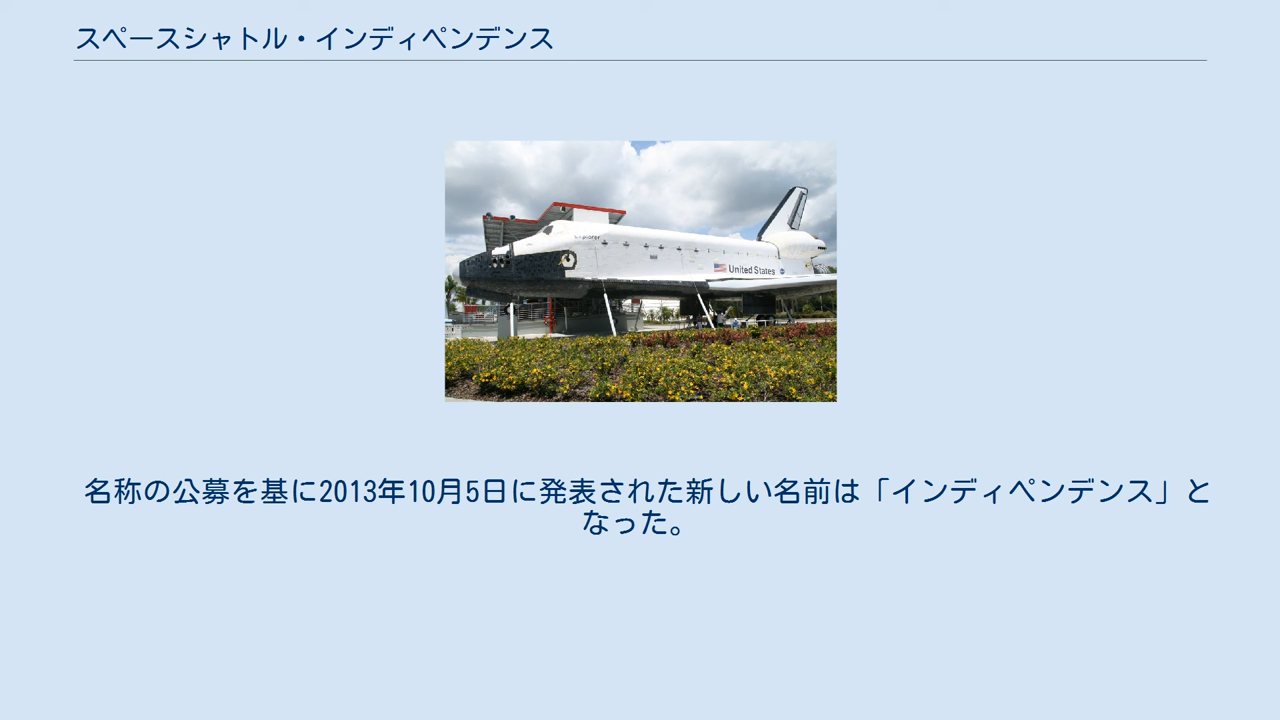 スペースシャトル・インディペンデンス
Explorer
United States
名称の公募を基に2013年10月5日に発表された新しい名前は「インディペンデンス」と
なった。